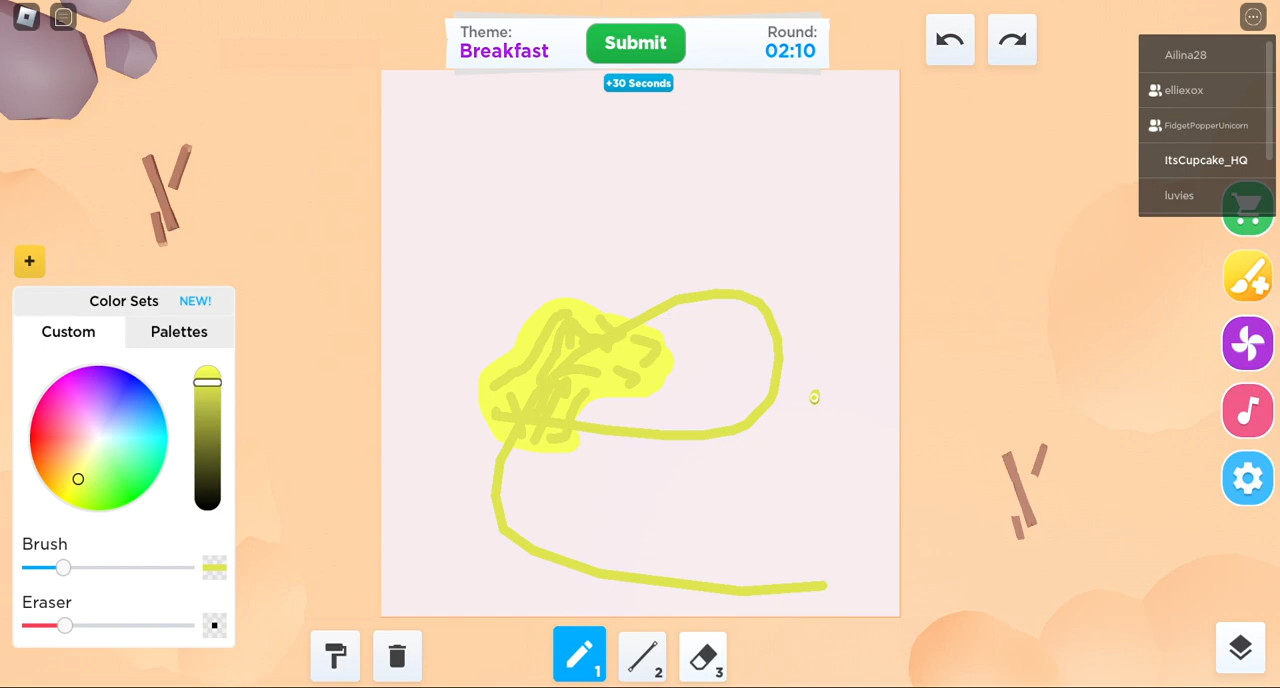 Theme:
Breakfast
Submit
Round:
02:10
+30 Seconds
Ailina28
elliexox
FidgetPopperUnicorn
ItsCupcake_HQ
luvies
+
Color Sets NEW!
Custom Palettes
Brush
Eraser
1
2
3